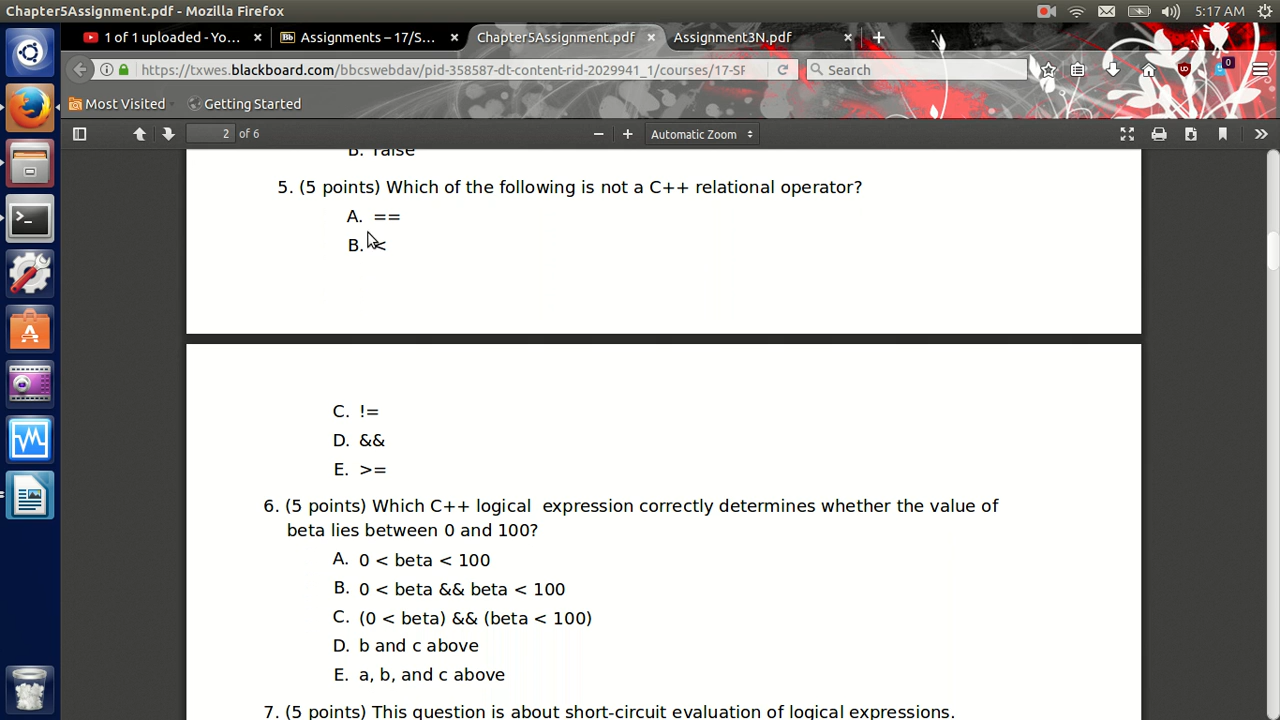 Chapter5Assignment.pdf - Mozilla Firefox
5:17 AM
1 of 1 uploaded - Yo...
Assignments – 17/S...
Chapter5Assignment.pdf
Assignment3N.pdf
https://txwes.blackboard.com/bbcswebdav/pid-358587-dt-content-rid-2029941_1/courses/17-SP
Search
0
Most Visited
Getting Started
2 of 6
Automatic Zoom
B. False
5. (5 points) Which of the following is not a C++ relational operator?
A. ==
B. <
C. !=
D. &&
E. >=
6. (5 points) Which C++ logical expression correctly determines whether the value of
beta lies between 0 and 100?
A. 0 < beta < 100
B. 0 < beta && beta < 100
C. (0 < beta) && (beta < 100)
D. b and c above
E. a, b, and c above
7. (5 points) This question is about short-circuit evaluation of logical expressions.